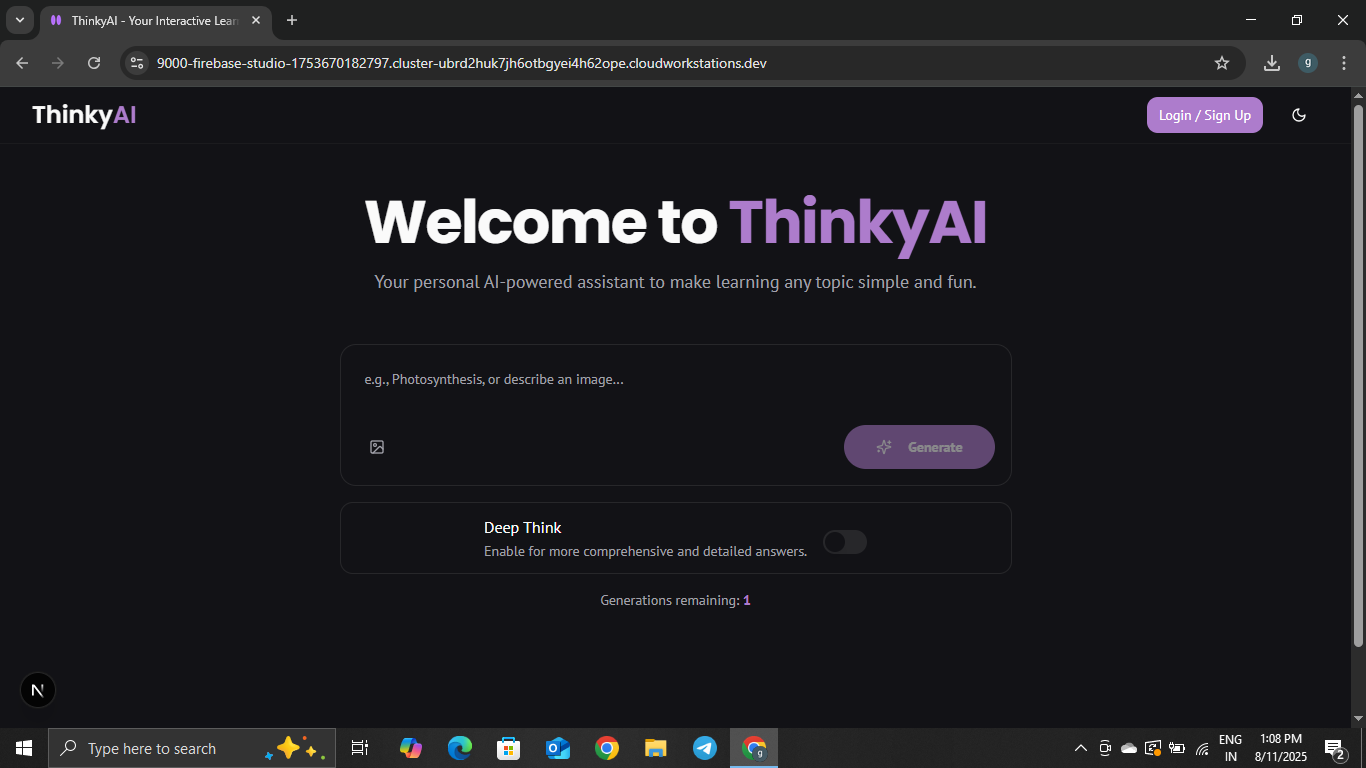 ThinkyAI - Your Interactive Lear
9000-firebase-studio-1753670182797.cluster-ubrd2huk7jh6otbgyei4h62ope.cloudworkstations.dev
g
ThinkyAI
Login / Sign Up
Welcome to ThinkyAI
Your personal AI-powered assistant to make learning any topic simple and fun.
e.g., Photosynthesis, or describe an image...
Generate
Deep Think
Enable for more comprehensive and detailed answers.
Generations remaining: 1
N
Type here to search
g
ENG
IN
1:08 PM
8/11/2025
2